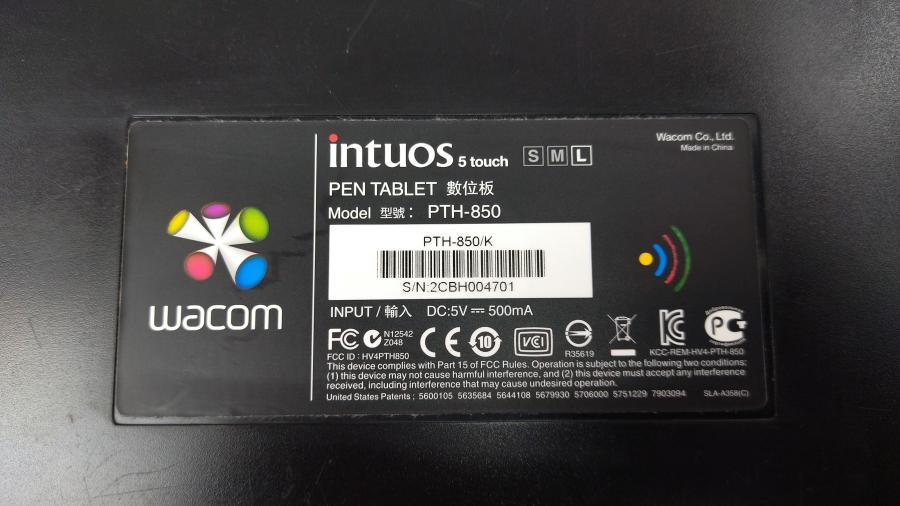 wacom
intuos 5 touch S M L
Wacom Co., Ltd.
Made in China
PEN TABLET 數位板
Model 型號： PTH-850
PTH-850/K
S/N:2CBH004701
INPUT / 輸入 DC:5V 500mA
FC N12542
Z048
CE 10 VCI R35619 KC PG
FCC ID : HV4PTH850
KCC-REM-HV4-PTH-850
This device complies with Part 15 of FCC Rules. Operation is subject to the following two conditions:
(1) this device may not cause harmful interference, and (2) this device must accept any interference
received, including interference that may cause undesired operation.
United States Patents ; 5600105 5635684 5644108 5679930 5706000 5751229 7903094 SLA-A358(C)